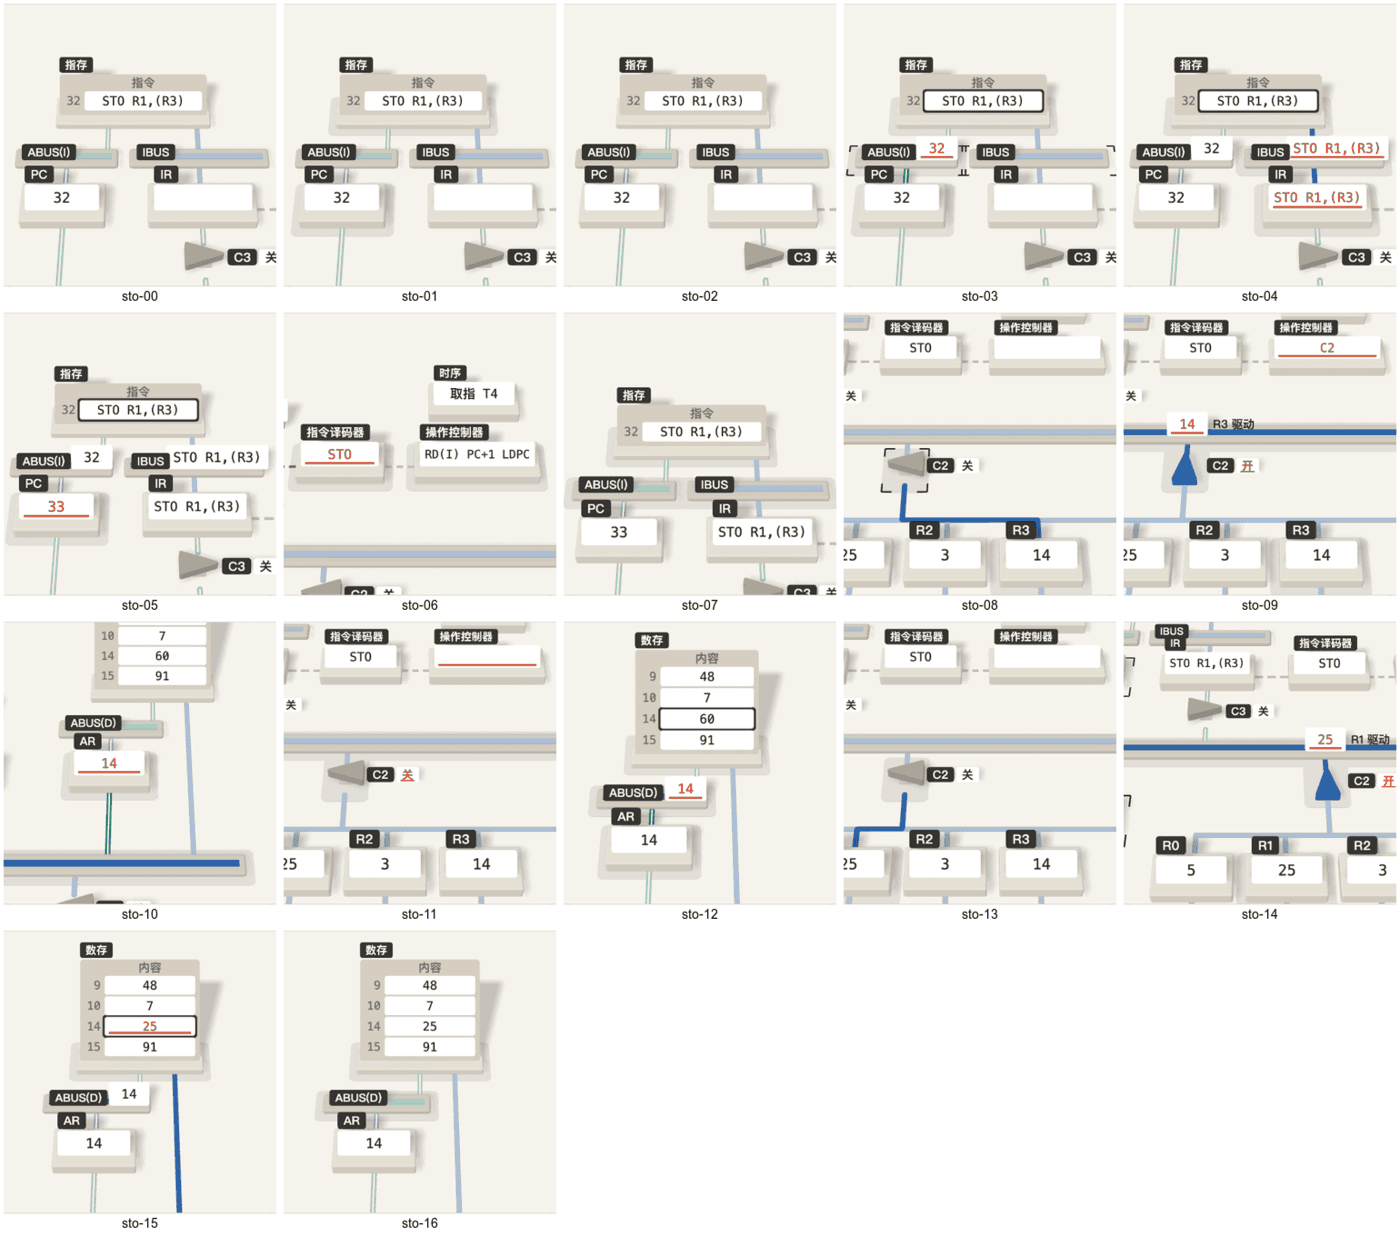 指存
指令
32 STO R1,(R3)
ABUS(I)
IBUS
PC
IR
32
C3 关
sto-00
指存
指令
32 STO R1,(R3)
ABUS(I)
IBUS
PC
IR
32
C3 关
sto-01
指存
指令
32 STO R1,(R3)
ABUS(I)
IBUS
PC
IR
32
C3 关
sto-02
指存
指令
32 STO R1,(R3)
ABUS(I) 32
IBUS
PC
IR
32
C3 关
sto-03
指存
指令
32 STO R1,(R3)
ABUS(I) 32
IBUS STO R1,(R3)
PC
IR
32
STO R1,(R3)
C3 关
sto-04
指存
指令
32 STO R1,(R3)
ABUS(I) 32
IBUS STO R1,(R3)
PC
IR
33
STO R1,(R3)
C3 关
sto-05
时序
取指 T4
指令译码器
操作控制器
STO
RD(I) PC+1 LDPC
C2 关
sto-06
指存
指令
32 STO R1,(R3)
ABUS(I)
IBUS
PC
IR
33
STO R1,(R3)
C3 关
sto-07
指令译码器
操作控制器
STO
关
C2 关
R2
R3
25
3
14
sto-08
指令译码器
操作控制器
STO
C2
关
14 R3 驱动
C2 开
R2
R3
25
3
14
sto-09
10 7
14 60
15 91
ABUS(D)
AR
14
sto-10
指令译码器
操作控制器
STO
关
C2 关
R2
R3
25
3
14
sto-11
数存
内容
9 48
10 7
14 60
15 91
ABUS(D) 14
AR
14
sto-12
指令译码器
操作控制器
STO
关
C2 关
R2
R3
25
3
14
sto-13
IBUS
IR
指令译码器
STO R1,(R3)
STO
C3 关
25 R1 驱动
C2 开
R0
R1
R2
5
25
3
sto-14
数存
内容
9 48
10 7
14 25
15 91
ABUS(D) 14
AR
14
sto-15
数存
内容
9 48
10 7
14 25
15 91
ABUS(D)
AR
14
sto-16